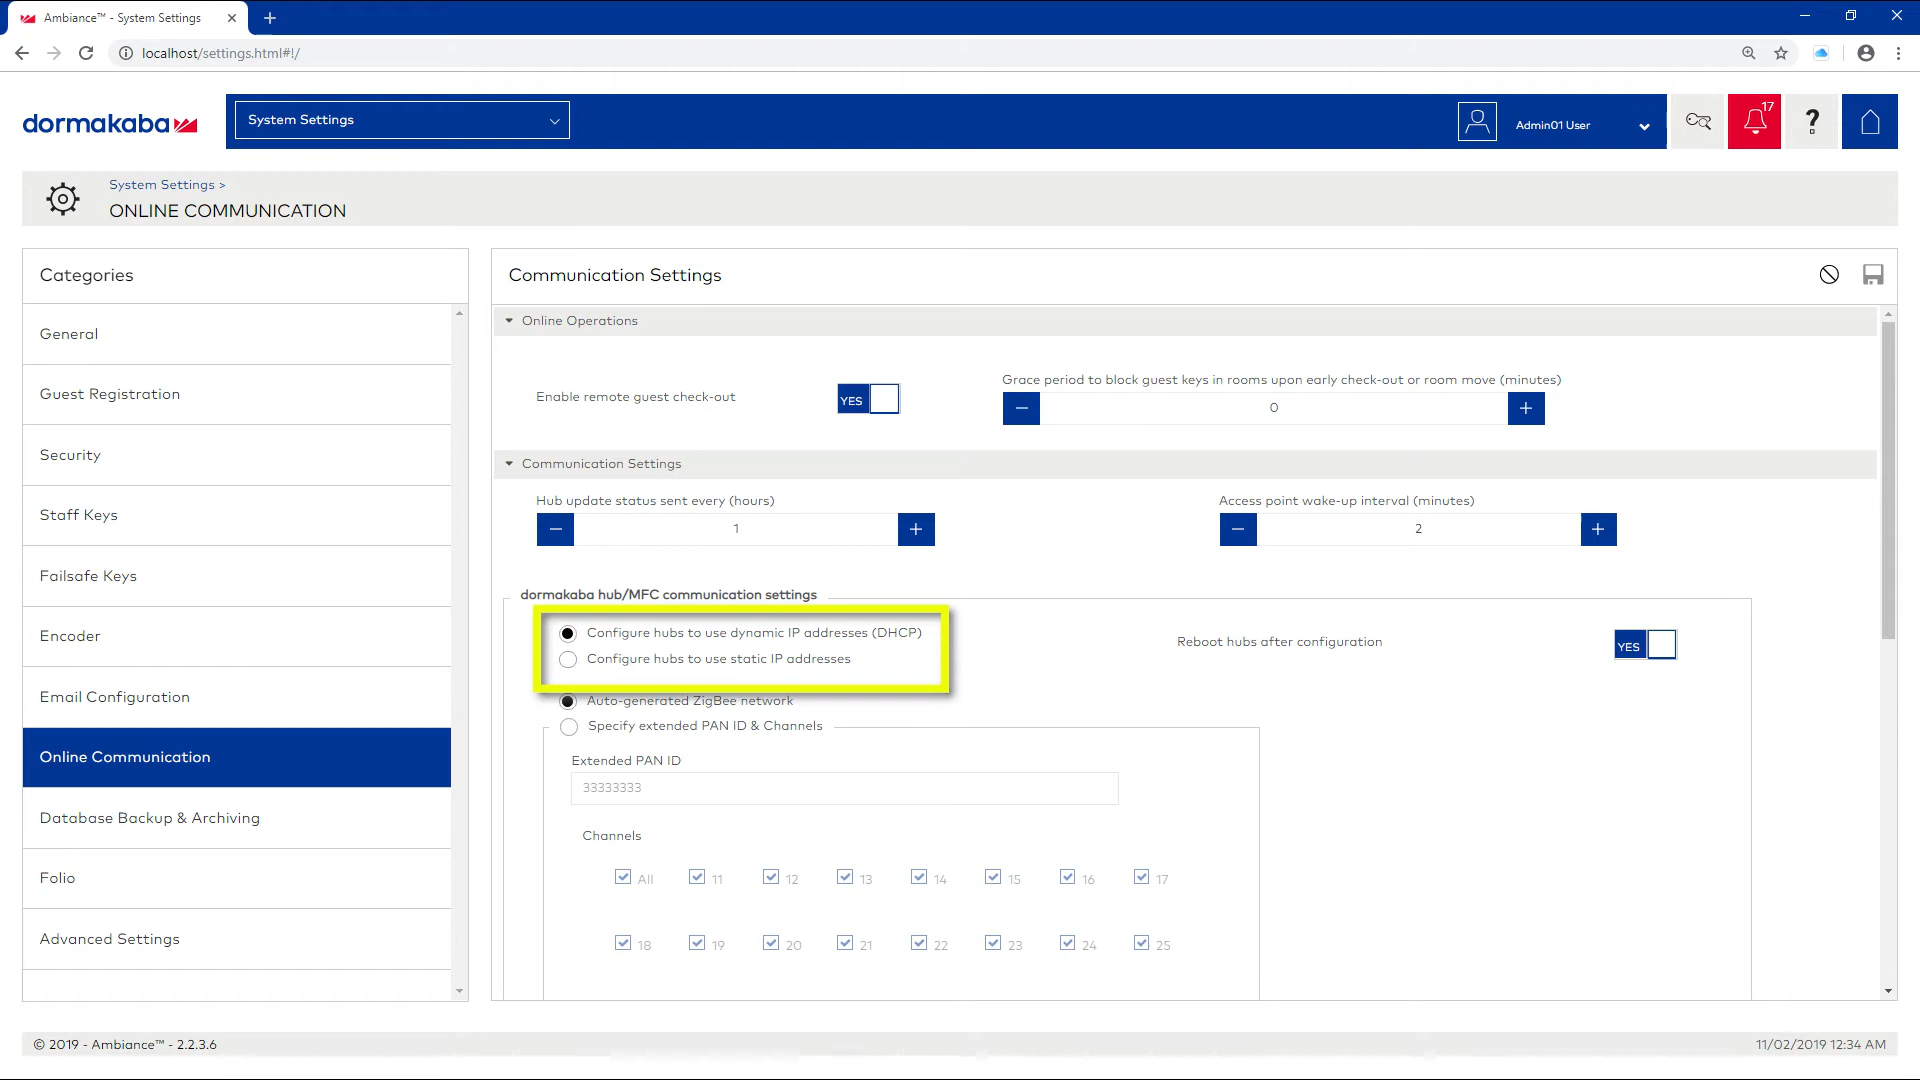 Ambiance™ - System Settings
localhost/settings.html#!/
dormakaba
System Settings
Admin01 User
17
?
System Settings >
ONLINE COMMUNICATION
Categories
General
Guest Registration
Security
Staff Keys
Failsafe Keys
Encoder
Email Configuration
Online Communication
Database Backup & Archiving
Folio
Advanced Settings
Communication Settings
Online Operations
Enable remote guest check-out
YES
Grace period to block guest keys in rooms upon early check-out or room move (minutes)
0
Communication Settings
Hub update status sent every (hours)
1
Access point wake-up interval (minutes)
2
dormakaba hub/MFC communication settings
Configure hubs to use dynamic IP addresses (DHCP)
Configure hubs to use static IP addresses
Reboot hubs after configuration
YES
Auto-generated ZigBee network
Specify extended PAN ID & Channels
Extended PAN ID
33333333
Channels
All 11 12 13 14 15 16 17
18 19 20 21 22 23 24 25
© 2019 - Ambiance™ - 2.2.3.6
11/02/2019 12:34 AM